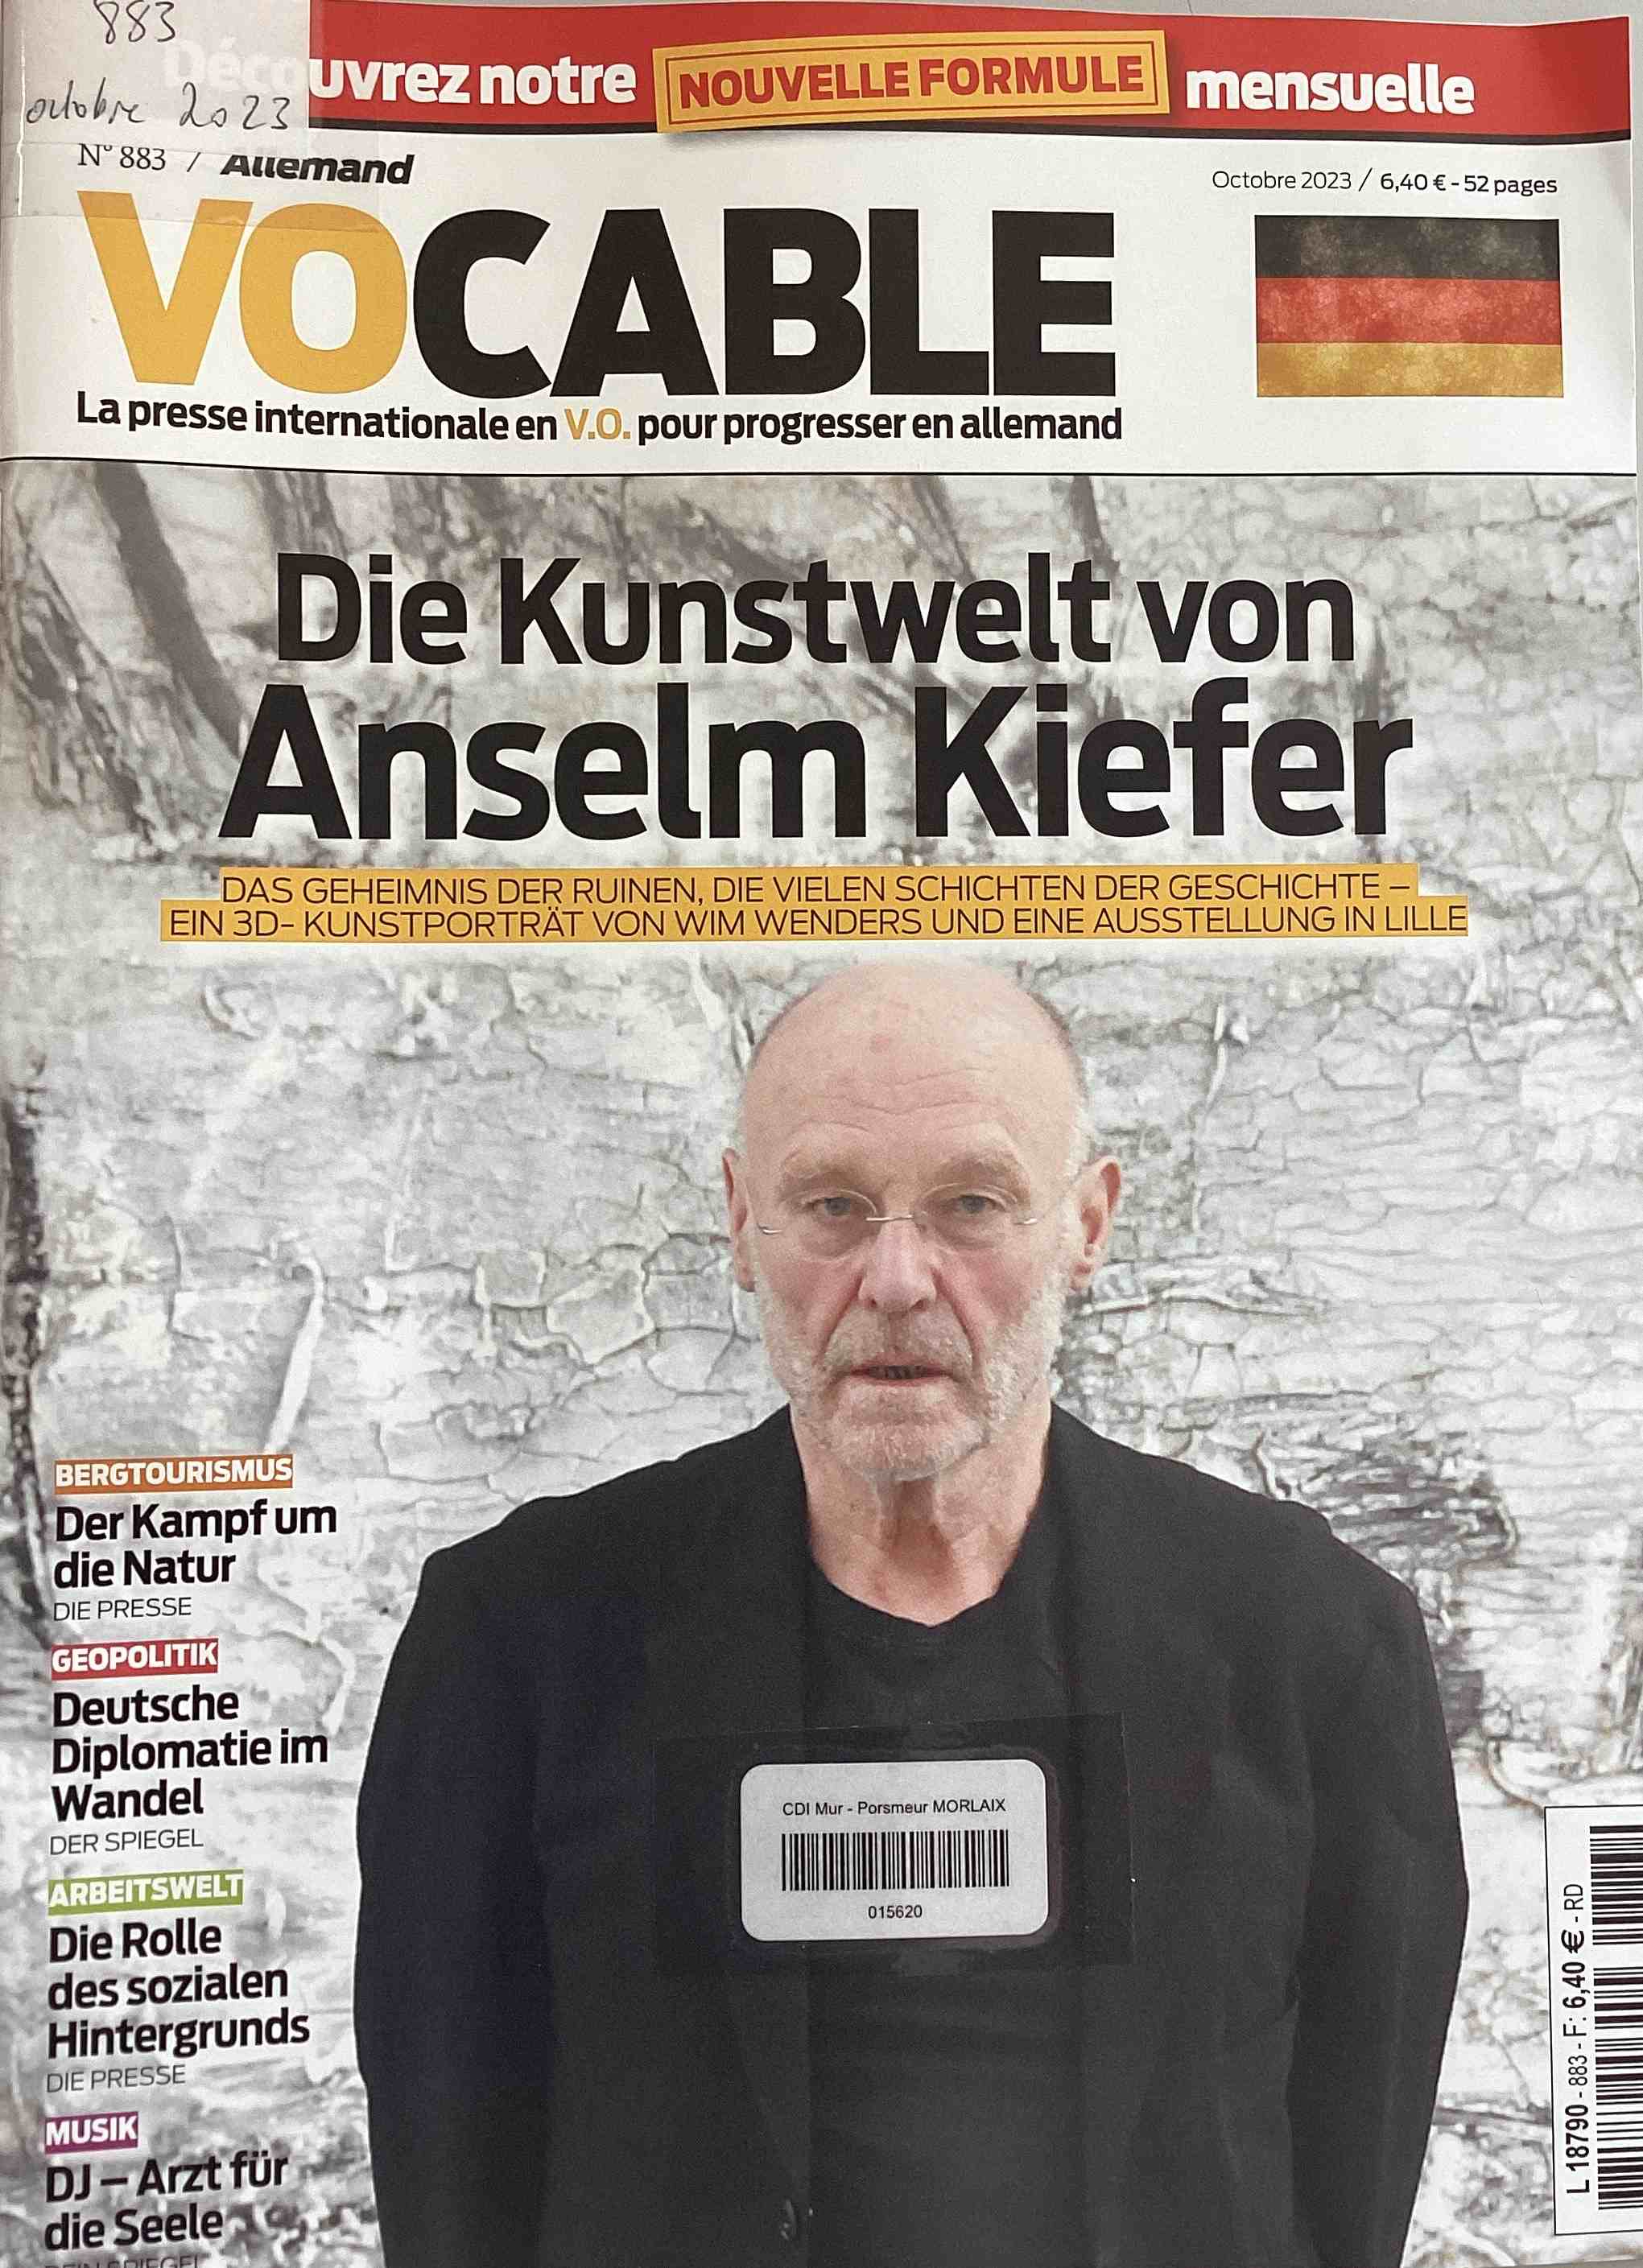 883
octobre 2023
Découvrez notre NOUVELLE FORMULE mensuelle
N° 883 / Allemand
Octobre 2023 / 6,40 € - 52 pages
VOCABLE
La presse internationale en V.O. pour progresser en allemand
Die Kunstwelt von
Anselm Kiefer
DAS GEHEIMNIS DER RUINEN, DIE VIELEN SCHICHTEN DER GESCHICHTE –
EIN 3D- KUNSTPORTRÄT VON WIM WENDERS UND EINE AUSSTELLUNG IN LILLE
BERGTOURISMUS
Der Kampf um
die Natur
DIE PRESSE
GEOPOLITIK
Deutsche
Diplomatie im
Wandel
DER SPIEGEL
ARBEITSWELT
Die Rolle
des sozialen
Hintergrunds
DIE PRESSE
MUSIK
DJ – Arzt für
die Seele
DEIN SPIEGEL
CDI Mur - Porsmeur MORLAIX
015620
L 18790 - 883 - F: 6,40 € - RD